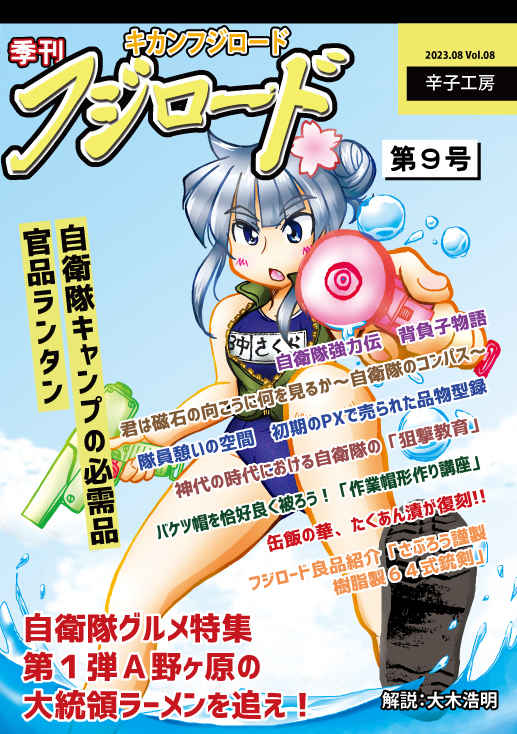 キカンフジロード
季刊
フジロード
2023.08 Vol.08
辛子工房
第９号
自衛隊キャンプの必需品
官品ランタン
さくら
自衛隊強力伝　背負子物語
君は磁石の向こうに何を見るか～自衛隊のコンパス～
隊員憩いの空間　初期のPXで売られた品物型録
神代の時代における自衛隊の「狙撃教育」
バケツ帽を恰好良く被ろう！「作業帽形作り講座」
缶飯の華、たくあん漬が復刻!!
フジロード良品紹介「さぶろう謹製
樹脂製６４式銃剣」
自衛隊グルメ特集
第１弾Ａ野ヶ原の
大統領ラーメンを追え！
解説：大木浩明